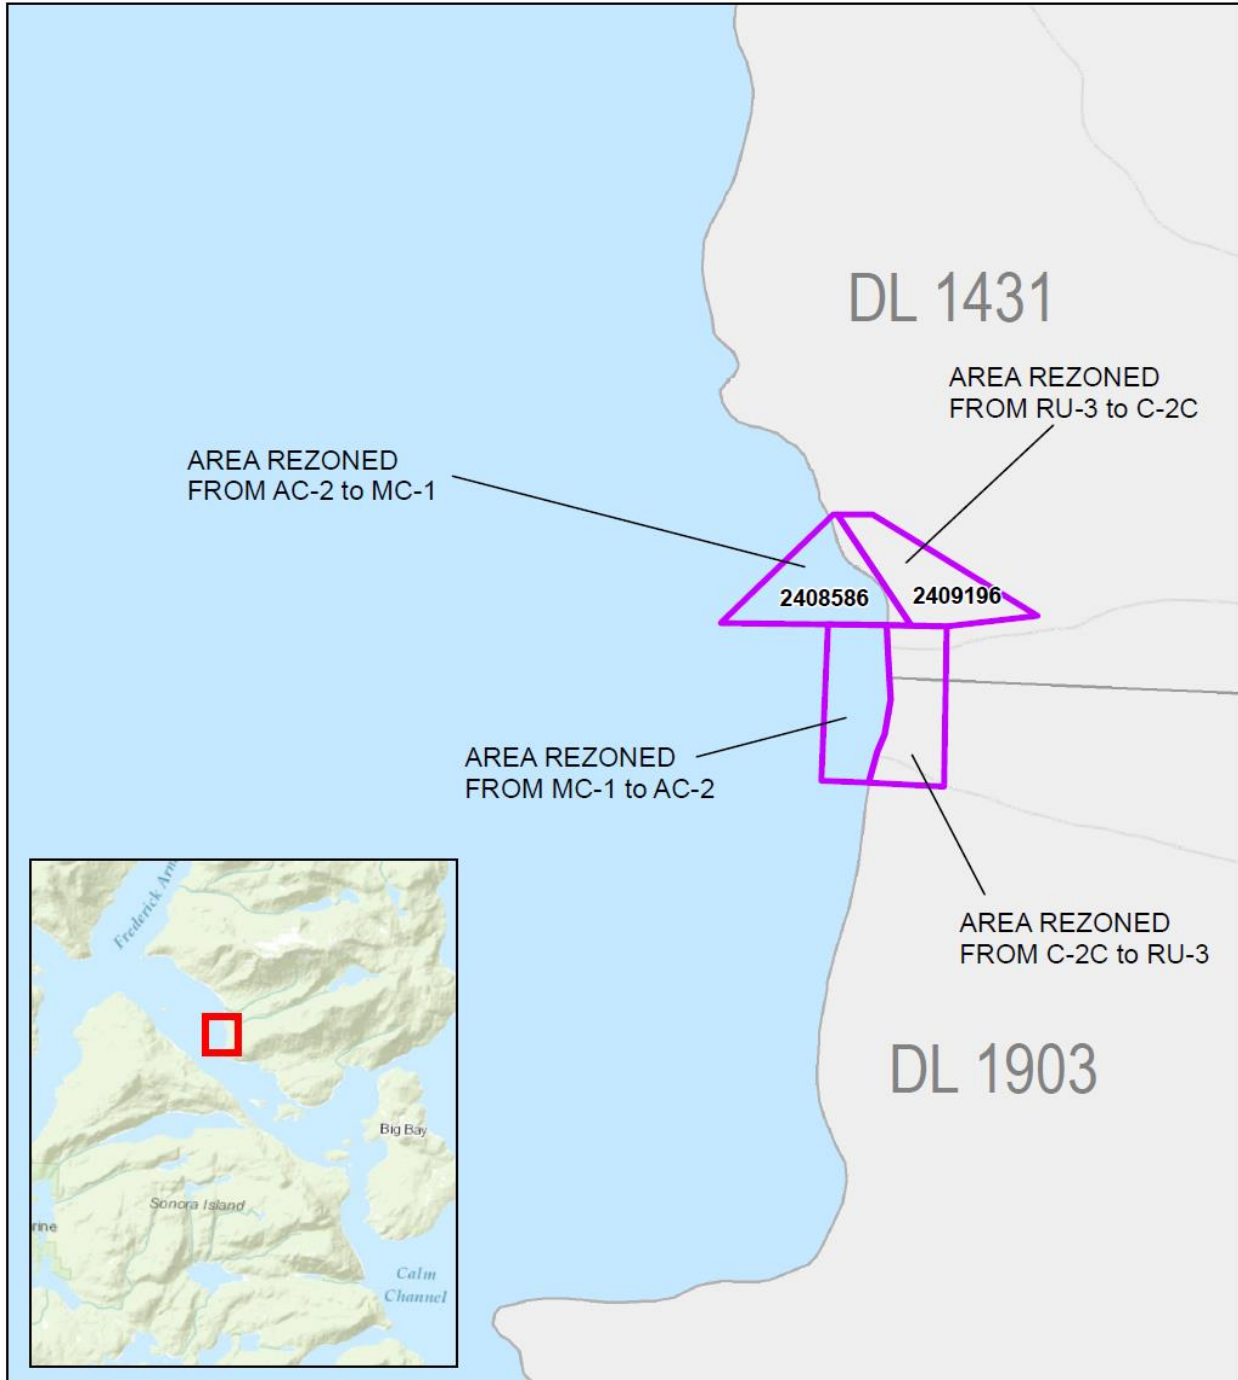 DL 1431
AREA REZONED
FROM RU-3 to C-2C
AREA REZONED
FROM AC-2 to MC-1
2408586
2409196
AREA REZONED
FROM MC-1 to AC-2
AREA REZONED
FROM C-2C to RU-3
DL 1903
Frederick Arm
Big Bay
Sonora Island
rine
Calm
Channel